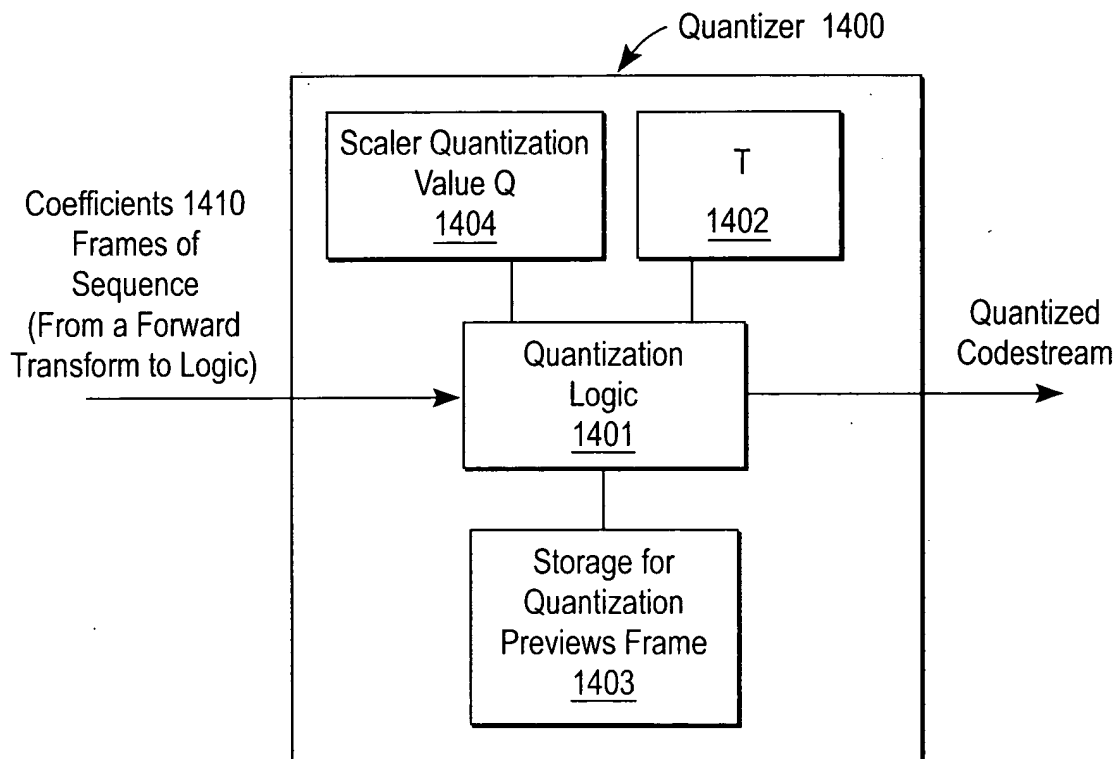 Quantizer 1400
Scaler Quantization
Value Q
1404
T
1402
Coefficients 1410
Frames of
Sequence
(From a Forward
Transform to Logic)
Quantization
Logic
1401
Quantized
Codestream
Storage for
Quantization
Previews Frame
1403